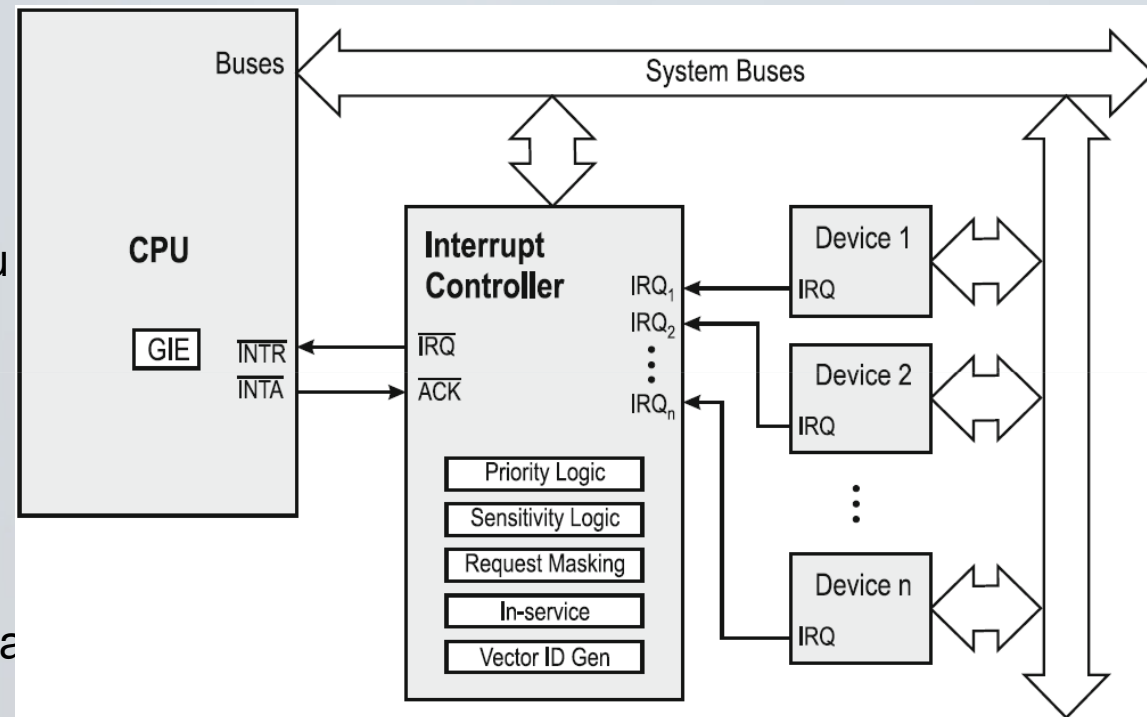 Buses
System Buses
CPU
GIE
INTR
INTA
Interrupt
Controller
IRQ
ACK
IRQ₁
IRQ₂
IRQₙ
Priority Logic
Sensitivity Logic
Request Masking
In-service
Vector ID Gen
Device 1
IRQ
Device 2
IRQ
Device n
IRQ